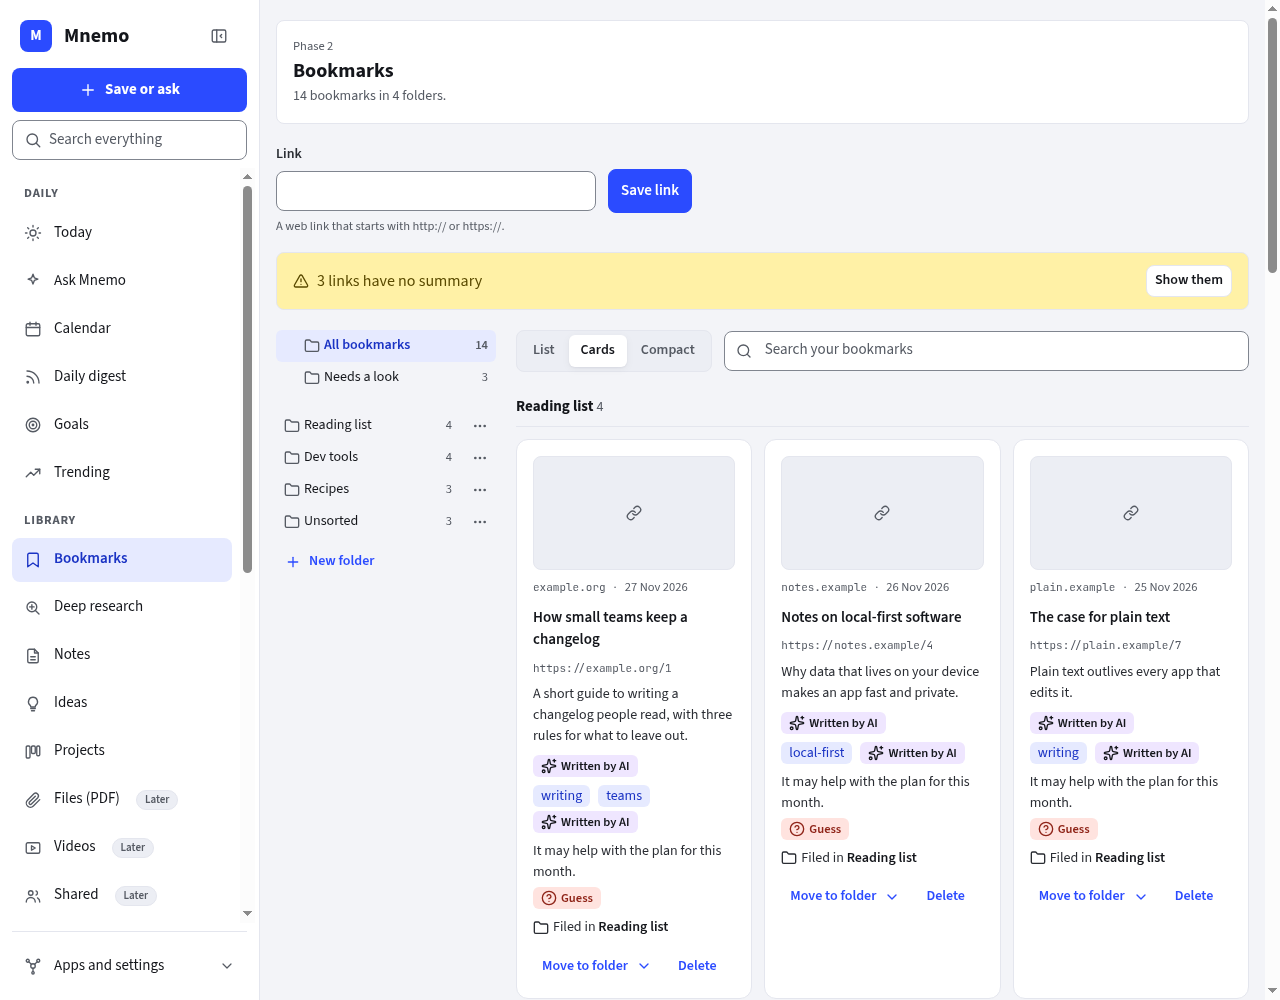 M Mnemo
Save or ask
Search everything
DAILY
Today
Ask Mnemo
Calendar
Daily digest
Goals
Trending
LIBRARY
Bookmarks
Deep research
Notes
Ideas
Projects
Files (PDF) Later
Videos Later
Shared Later
Apps and settings
Phase 2
Bookmarks
14 bookmarks in 4 folders.
Link
Save link
A web link that starts with http:// or https://.
3 links have no summary
Show them
All bookmarks 14
Needs a look 3
Reading list 4
Dev tools 4
Recipes 3
Unsorted 3
New folder
List Cards Compact
Search your bookmarks
Reading list 4
example.org · 27 Nov 2026
How small teams keep a
changelog
https://example.org/1
A short guide to writing a
changelog people read, with three
rules for what to leave out.
Written by AI
writing teams
Written by AI
It may help with the plan for this
month.
Guess
Filed in Reading list
Move to folder Delete
notes.example · 26 Nov 2026
Notes on local-first software
https://notes.example/4
Why data that lives on your device
makes an app fast and private.
Written by AI
local-first Written by AI
It may help with the plan for this
month.
Guess
Filed in Reading list
Move to folder Delete
plain.example · 25 Nov 2026
The case for plain text
https://plain.example/7
Plain text outlives every app that
edits it.
Written by AI
writing Written by AI
It may help with the plan for this
month.
Guess
Filed in Reading list
Move to folder Delete